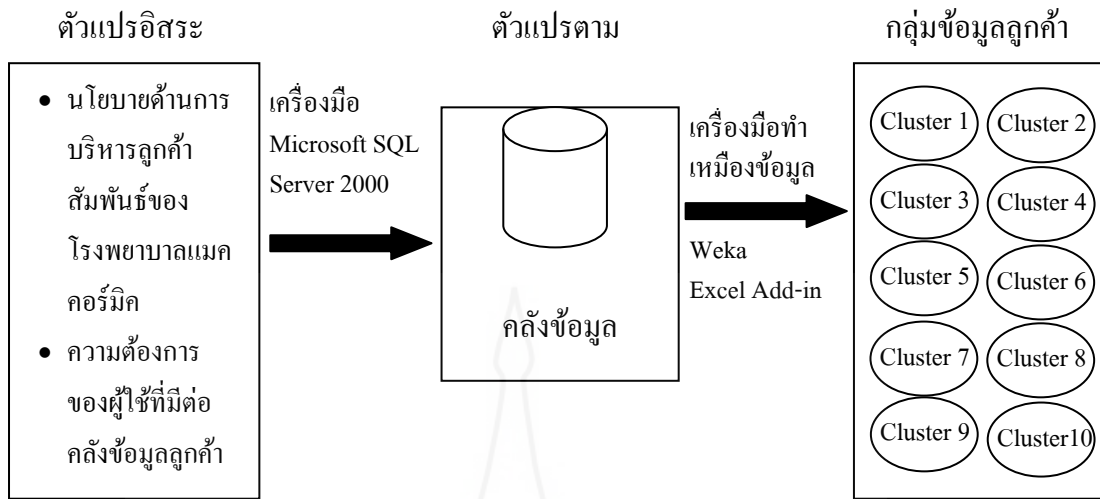 ตัวแปรอิสระ
• นโยบายด้านการ
บริหารลูกค้า
สัมพันธ์ของ
โรงพยาบาลแมค
คอร์มิค
• ความต้องการ
ของผู้ใช้ที่มีต่อ
คลังข้อมูลลูกค้า
เครื่องมือ
Microsoft SQL
Server 2000
ตัวแปรตาม
คลังข้อมูล
เครื่องมือทำ
เหมืองข้อมูล
Weka
Excel Add-in
กลุ่มข้อมูลลูกค้า
Cluster 1
Cluster 2
Cluster 3
Cluster 4
Cluster 5
Cluster 6
Cluster 7
Cluster 8
Cluster 9
Cluster10